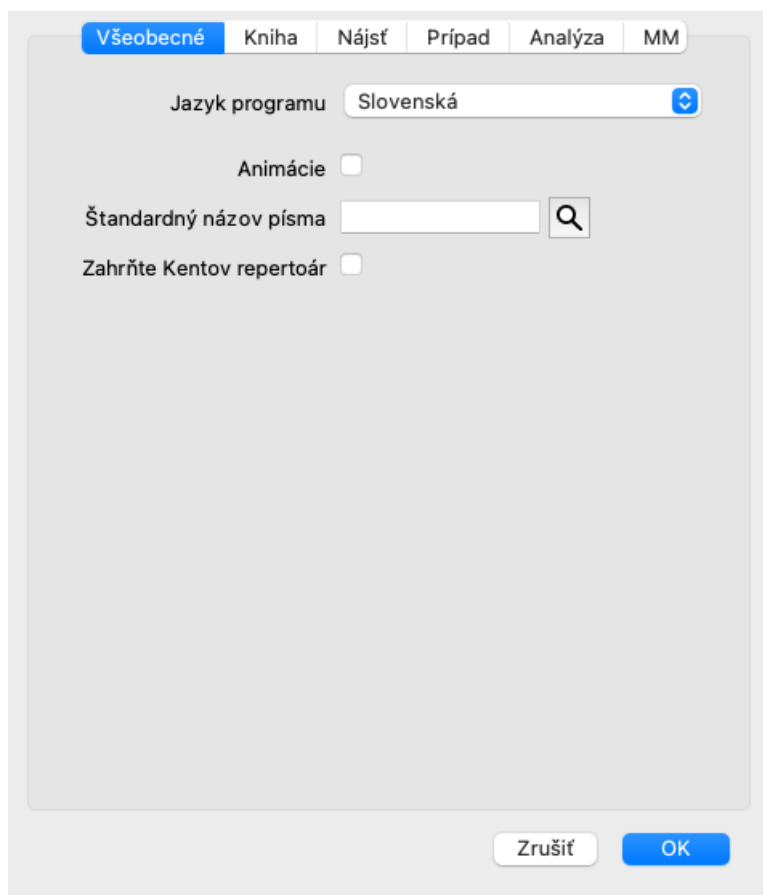 Všeobecné Kniha Nájsť Prípad Analýza MM
Jazyk programu Slovenská
Animácie
Štandardný názov písma
Zahrňte Kentov repertoár
Zrušiť OK